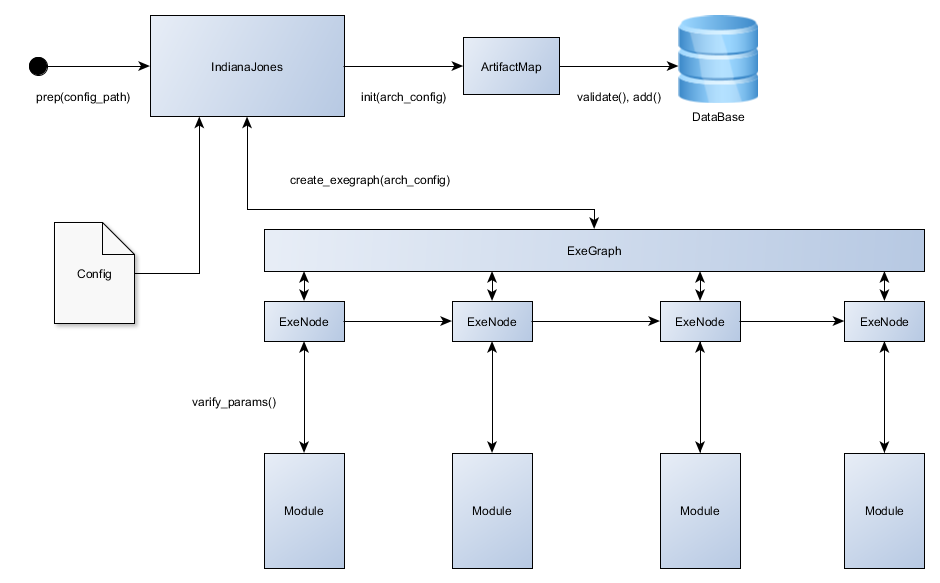 IndianaJones
ArtifactMap
prep(config_path)
init(arch_config)
validate(), add()
DataBase
create_exegraph(arch_config)
ExeGraph
Config
ExeNode
ExeNode
ExeNode
ExeNode
varify_params()
Module
Module
Module
Module